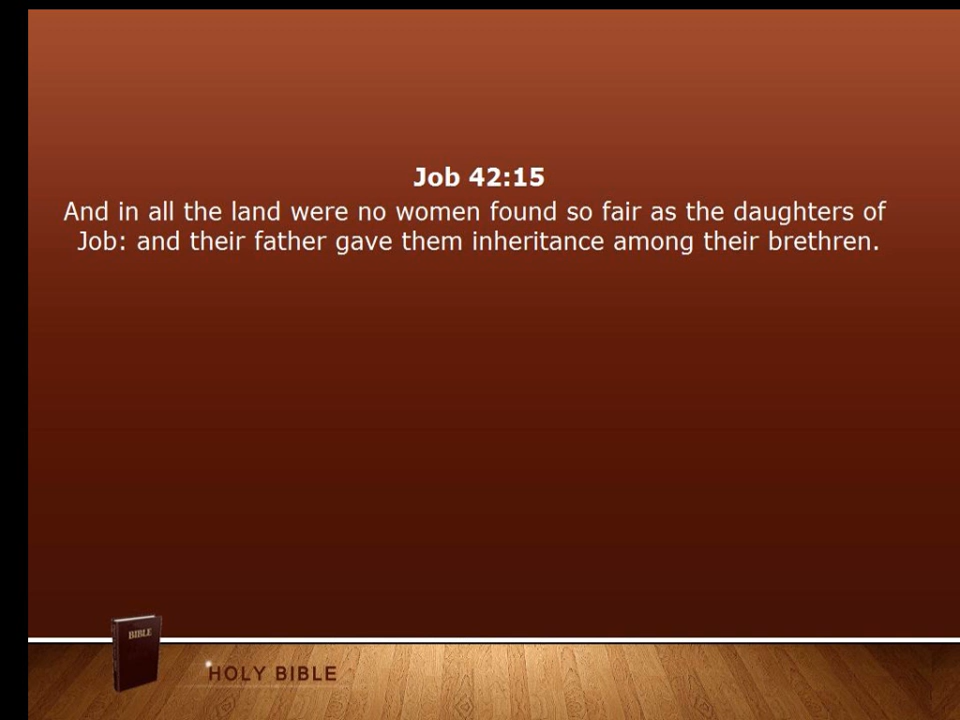 Job 42:15
And in all the land were no women found so fair as the daughters of
Job: and their father gave them inheritance among their brethren.
BIBLE
HOLY BIBLE